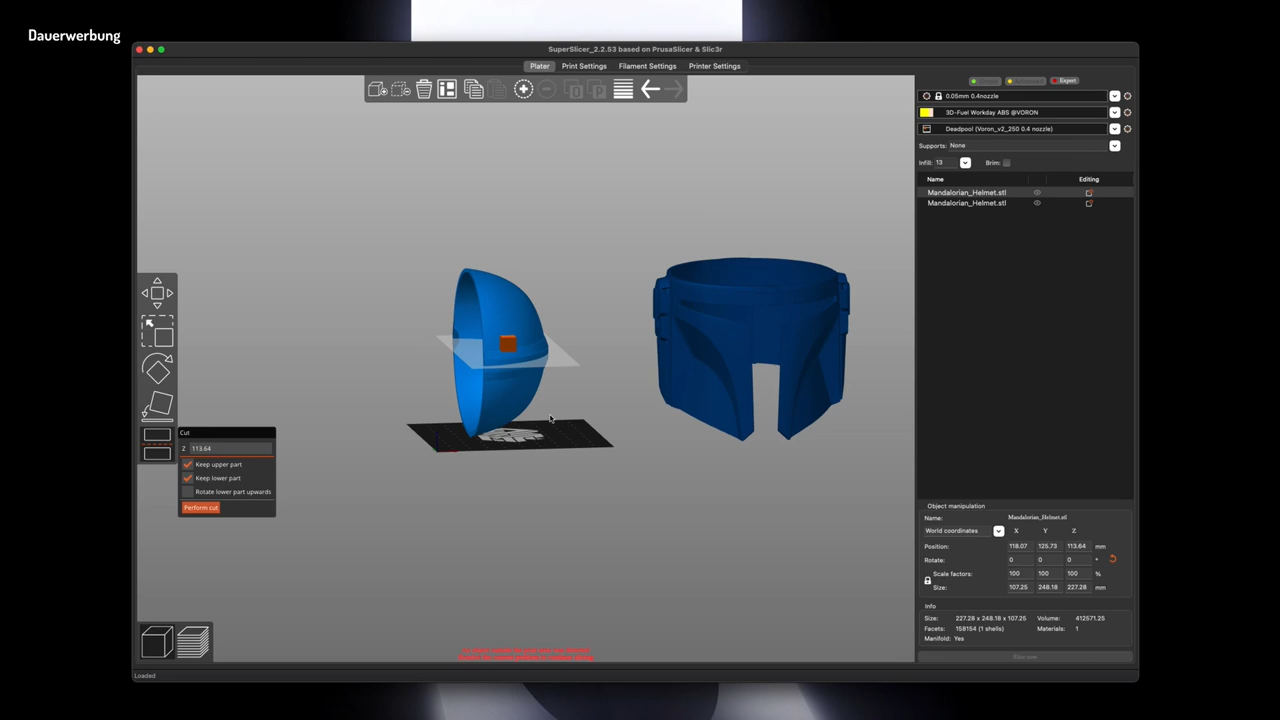 Dauerwerbung
SuperSlicer_2.2.53 based on PrusaSlicer & Slic3r
Plater Print Settings Filament Settings Printer Settings
Expert
0.05mm 0.4nozzle
3D-Fuel Workday ABS @VORON
Deadpool (Voron_v2_250 0.4 nozzle)
Supports: None
Infill: 13 Brim:
Name Editing
Mandalorian_Helmet.stl
Mandalorian_Helmet.stl
Cut
Z 113.64
Keep upper part
Keep lower part
Rotate lower part upwards
Perform cut
Object manipulation
Name: Mandalorian_Helmet.stl
World coordinates X Y Z
Position: 118.07 125.73 113.64 mm
Rotate: 0 0 0 °
Scale factors: 100 100 100 %
Size: 107.25 248.18 227.28 mm
Info
Size: 227.28 x 248.18 x 107.25 Volume: 412571.25
Facets: 158154 (1 shells) Materials: 1
Manifold: Yes
Slice now
Loaded